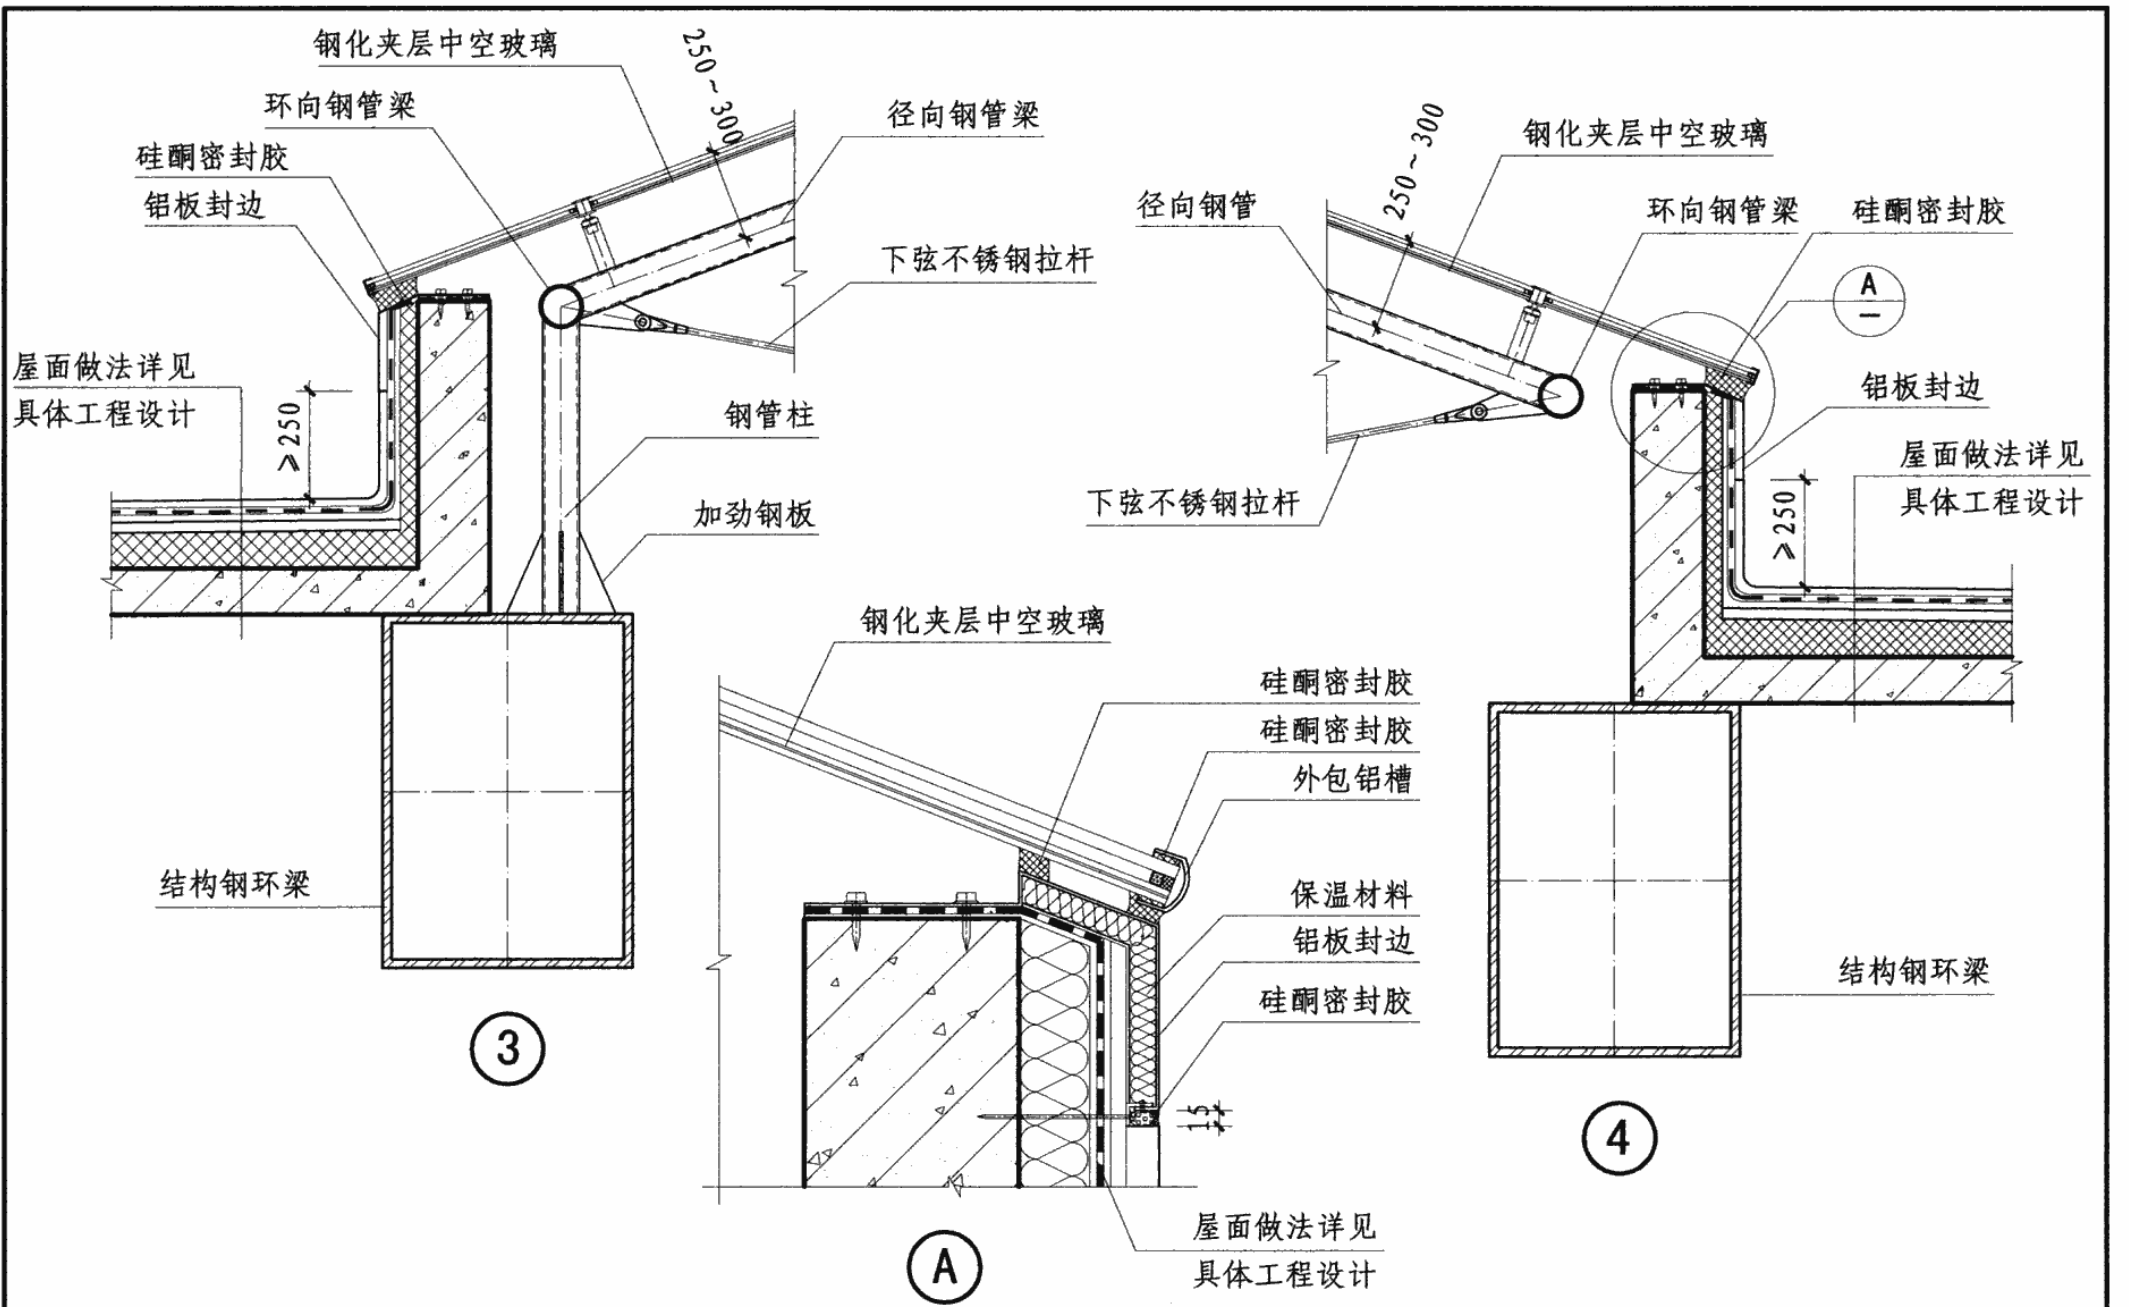 钢化夹层中空玻璃
250~300
环向钢管梁
径向钢管梁
硅酮密封胶
铝板封边
下弦不锈钢拉杆
屋面做法详见
具体工程设计
≥250
钢管柱
加劲钢板
结构钢环梁
3
250~300
钢化夹层中空玻璃
径向钢管
环向钢管梁
硅酮密封胶
A
铝板封边
屋面做法详见
具体工程设计
下弦不锈钢拉杆
≥250
结构钢环梁
4
钢化夹层中空玻璃
硅酮密封胶
硅酮密封胶
外包铝槽
保温材料
铝板封边
硅酮密封胶
15
屋面做法详见
具体工程设计
A